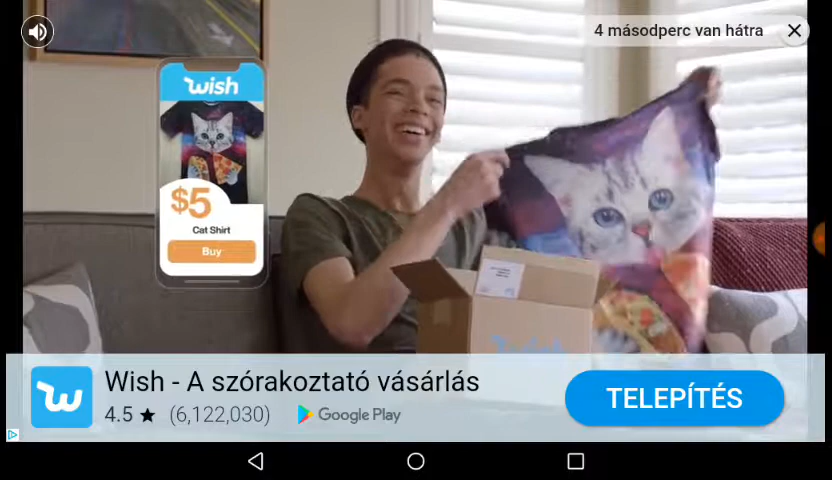 4 másodperc van hátra
wish
$5
Cat Shirt
Buy
Wish - A szórakoztató vásárlás
4.5 ★ (6,122,030) Google Play
TELEPÍTÉS